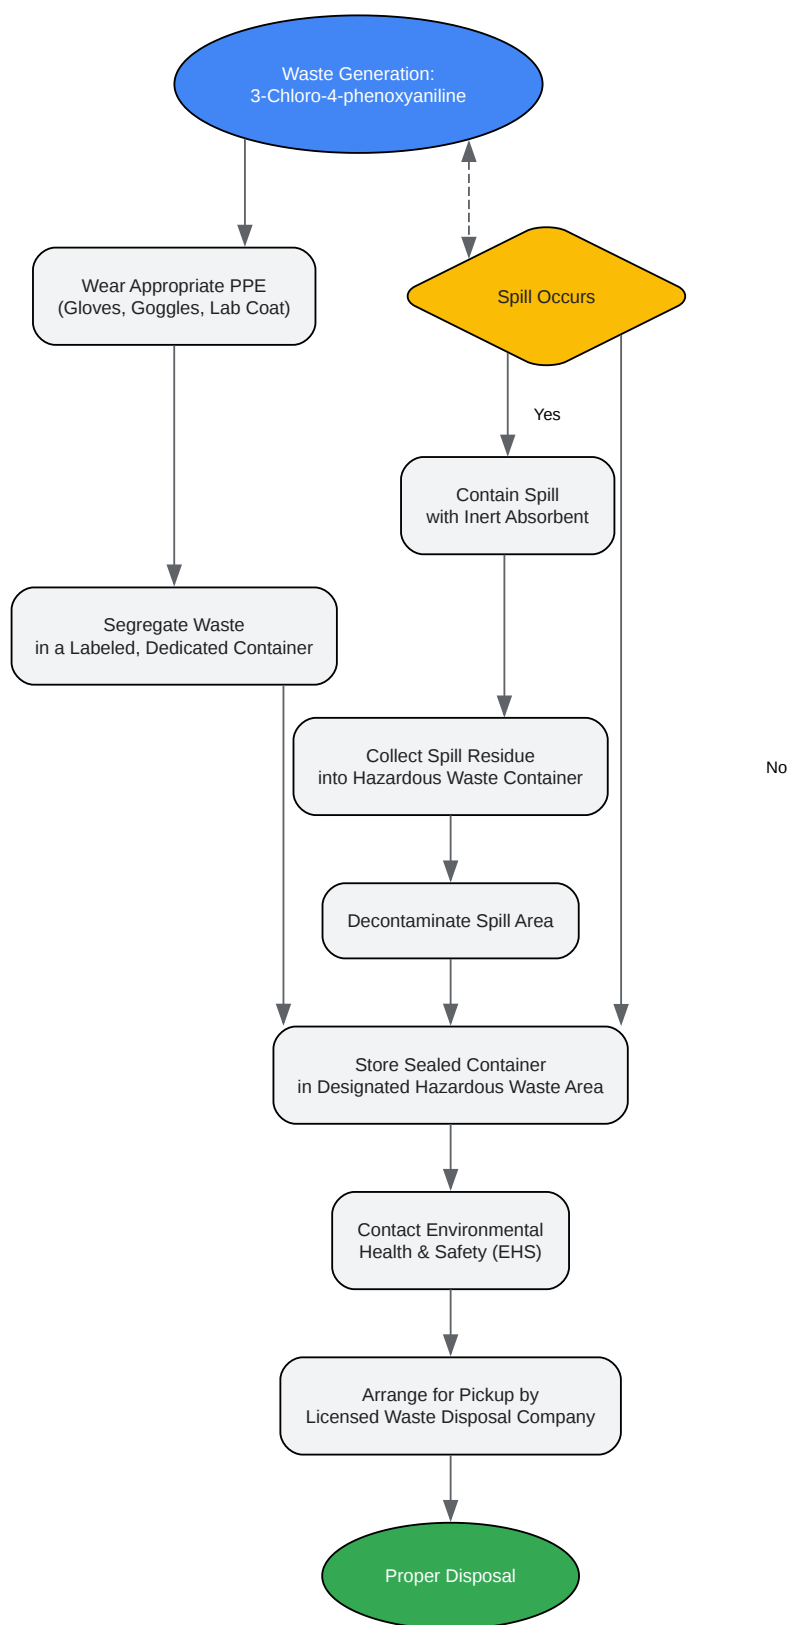 Waste Generation:
3-Chloro-4-phenoxyaniline
Wear Appropriate PPE
(Gloves, Goggles, Lab Coat)
Spill Occurs
Yes
Contain Spill
with Inert Absorbent
Segregate Waste
in a Labeled, Dedicated Container
Collect Spill Residue
into Hazardous Waste Container
No
Decontaminate Spill Area
Store Sealed Container
in Designated Hazardous Waste Area
Contact Environmental
Health & Safety (EHS)
Arrange for Pickup by
Licensed Waste Disposal Company
Proper Disposal